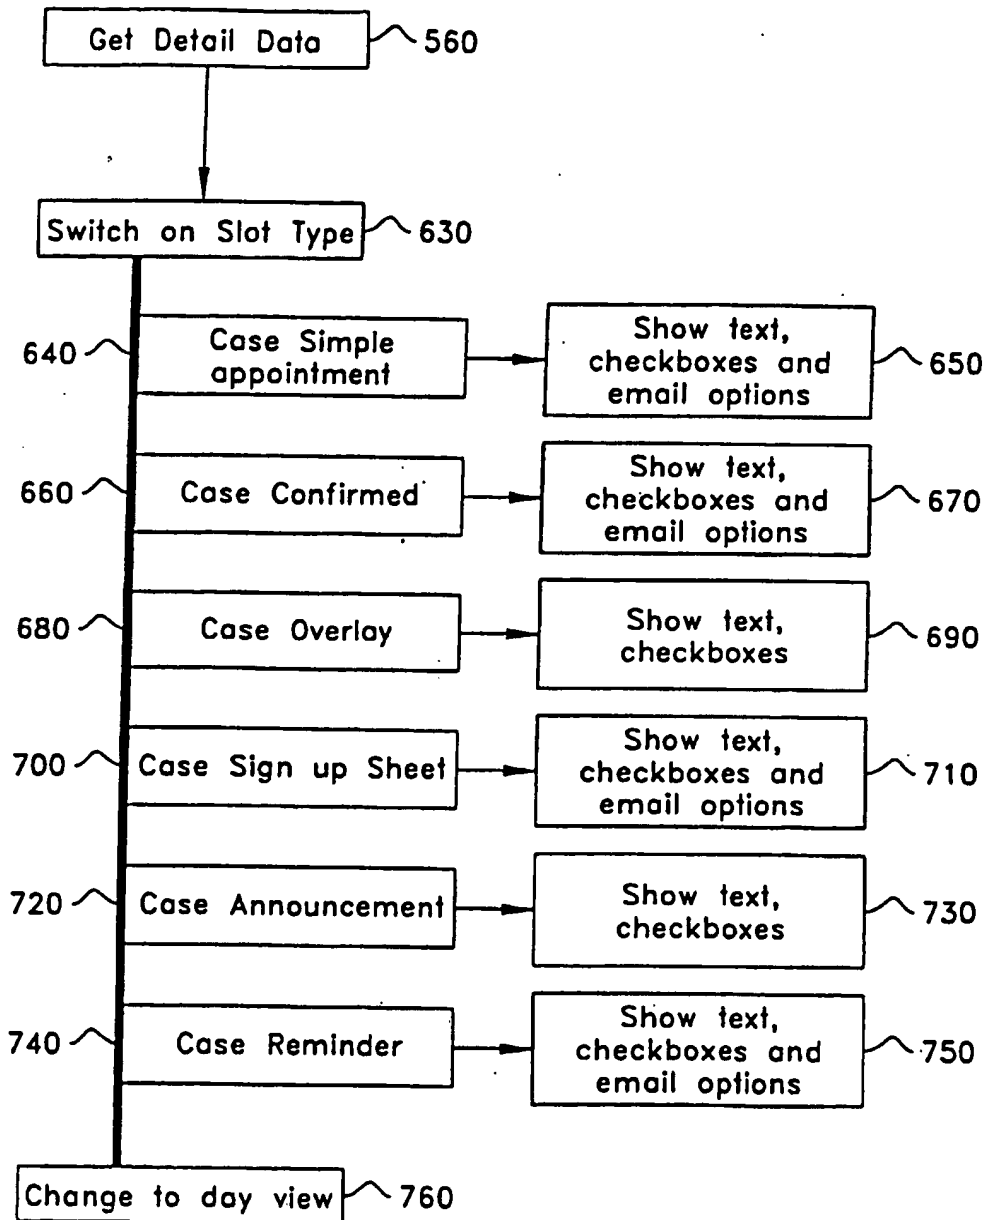 Get Detail Data
560
Switch on Slot Type
630
640
Case Simple
appointment
Show text,
checkboxes and
email options
650
660
Case Confirmed
Show text,
checkboxes and
email options
670
680
Case Overlay
Show text,
checkboxes
690
700
Case Sign up Sheet
Show text,
checkboxes and
email options
710
720
Case Announcement
Show text,
checkboxes
730
740
Case Reminder
Show text,
checkboxes and
email options
750
Change to day view
760